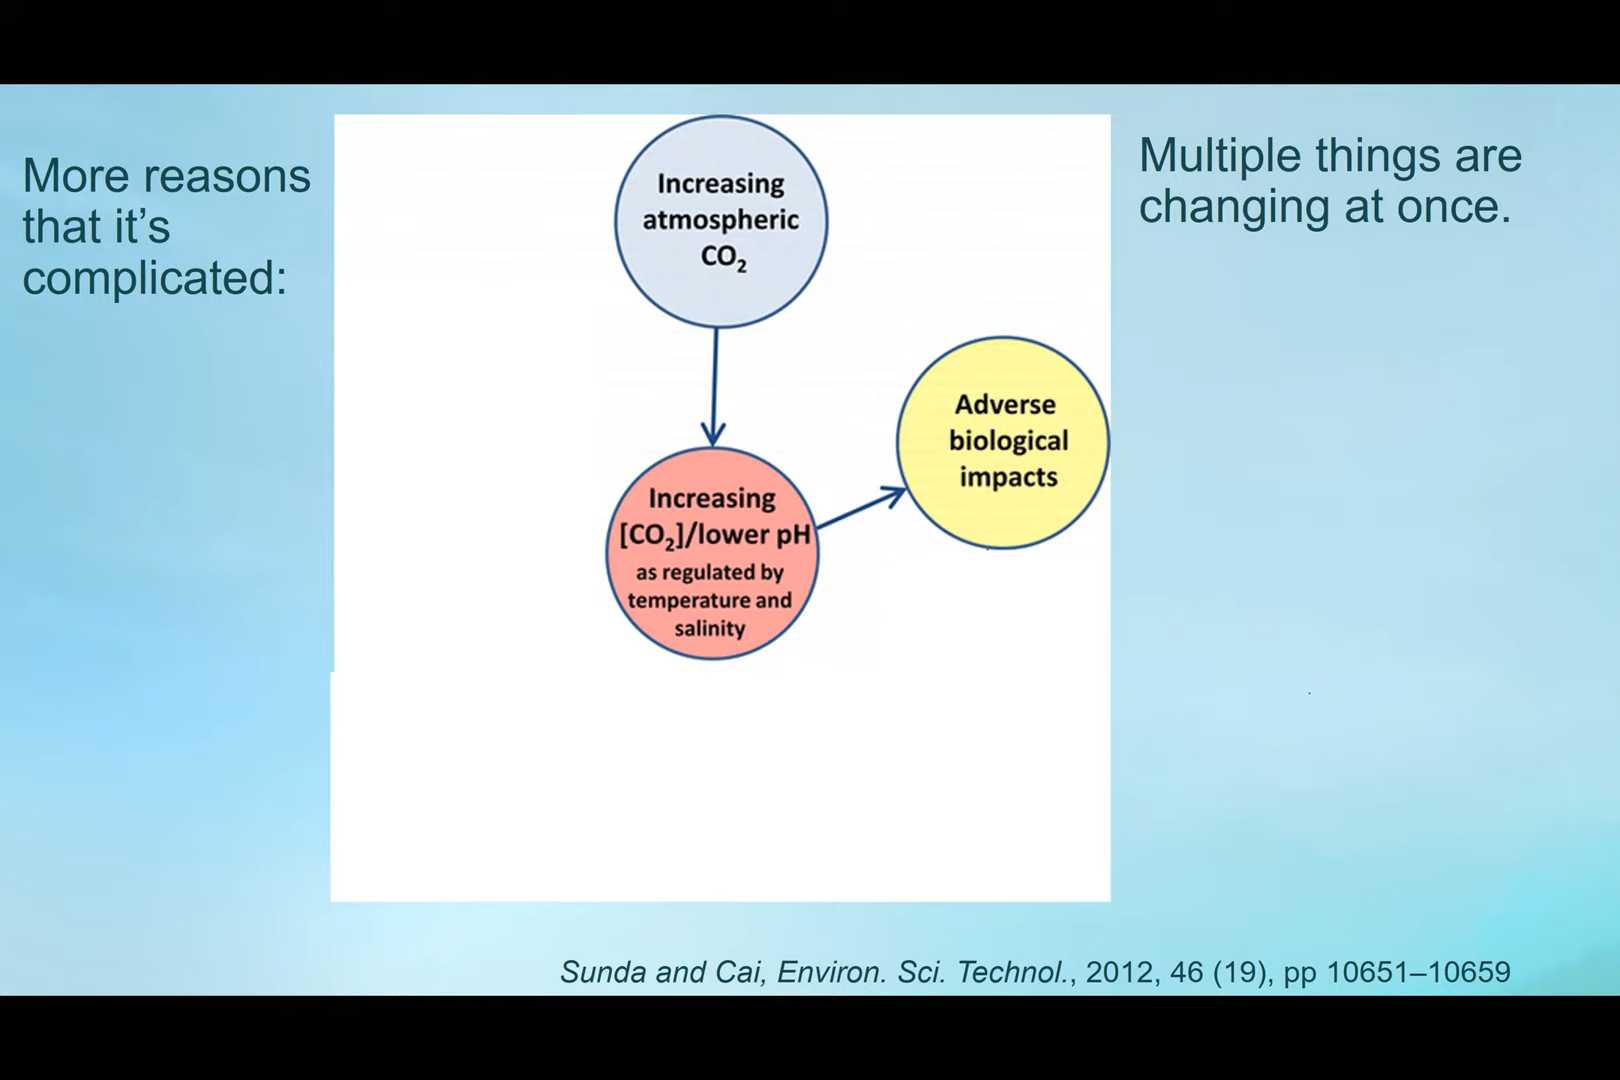 More reasons
that it’s
complicated:
Increasing
atmospheric
CO₂
Increasing
[CO₂]/lower pH
as regulated by
temperature and
salinity
Adverse
biological
impacts
Multiple things are
changing at once.
Sunda and Cai, Environ. Sci. Technol., 2012, 46 (19), pp 10651–10659